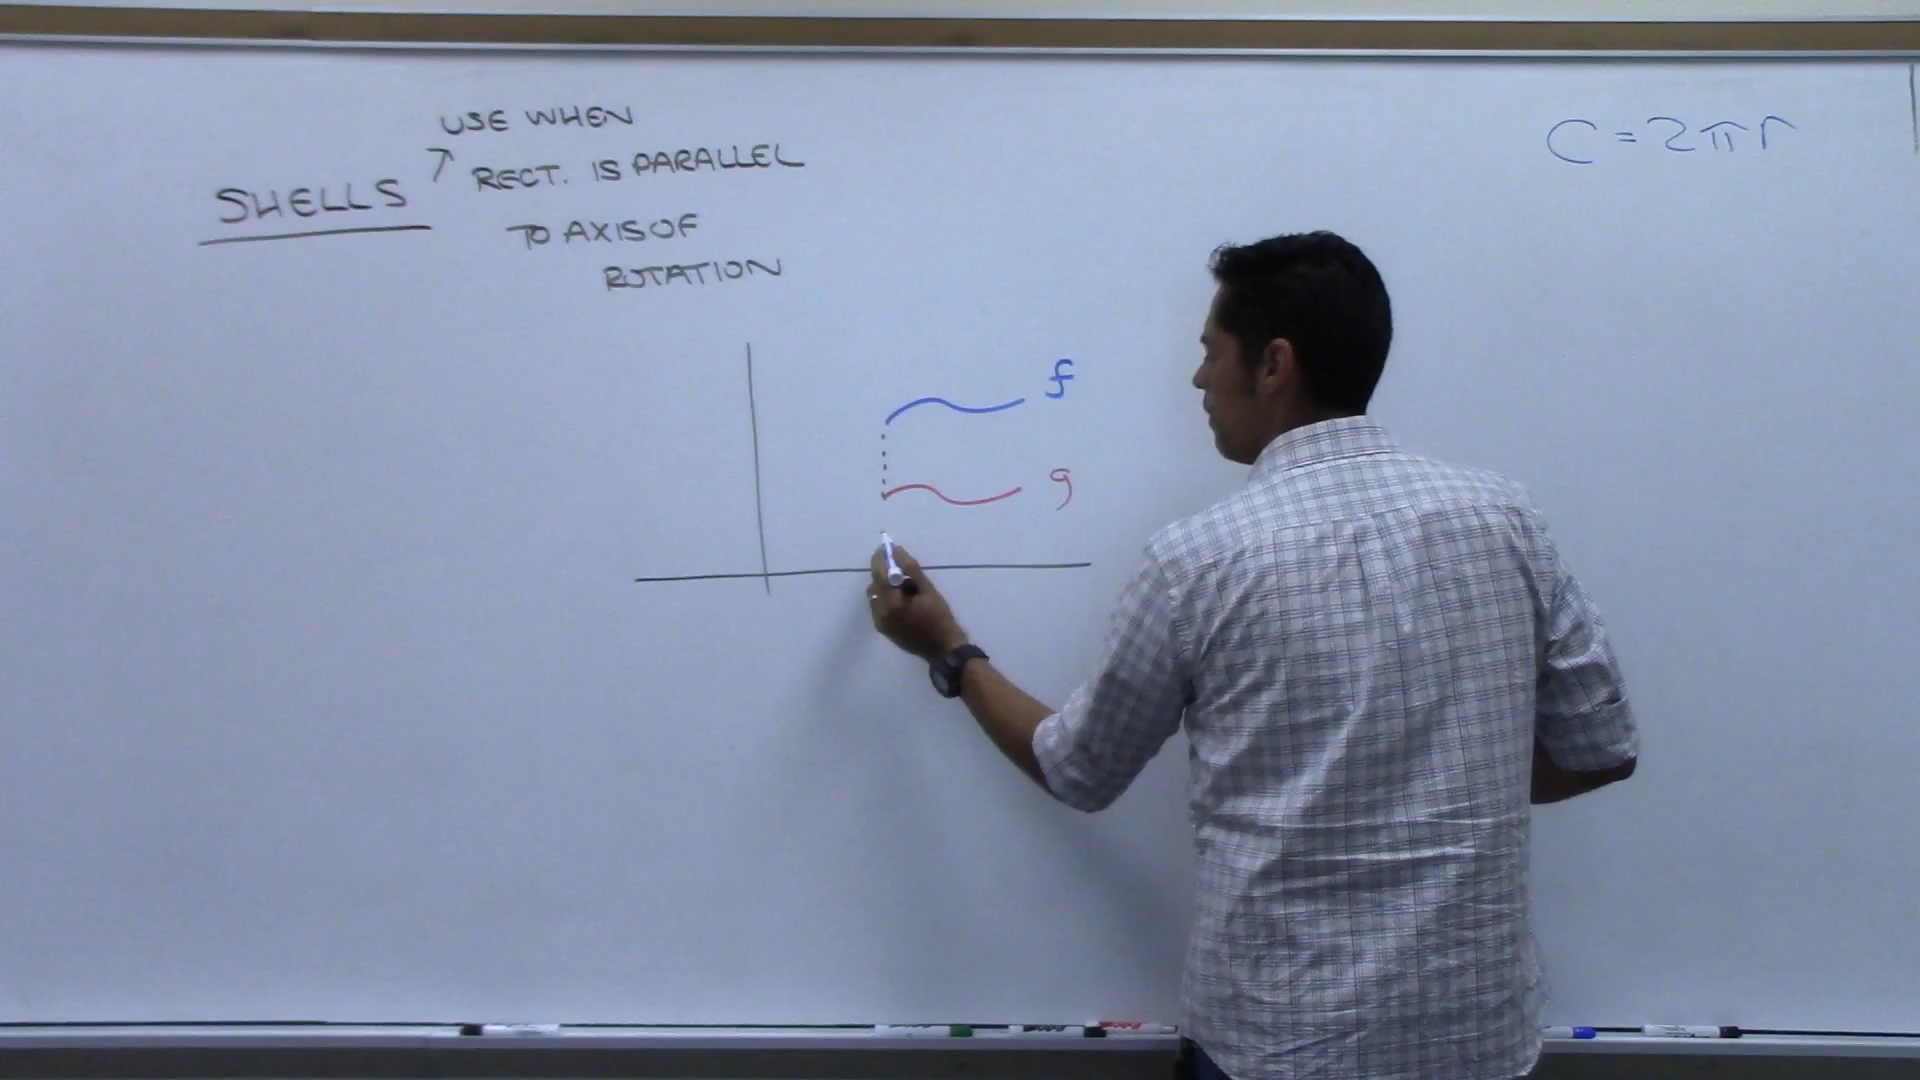 USE WHEN
SHELLS
RECT. IS PARALLEL
TO AXIS OF
ROTATION
C = 2πr
f
g